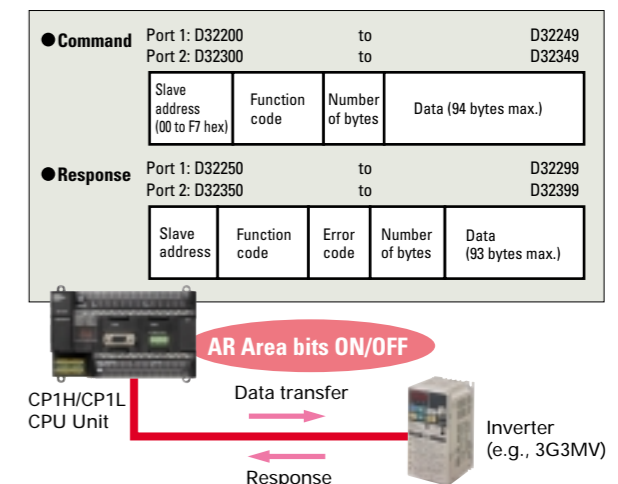 ●Command Port 1: D32200 to D32249
Port 2: D32300 to D32349
Slave address (00 to F7 hex) Function code Number of bytes Data (94 bytes max.)
●Response Port 1: D32250 to D32299
Port 2: D32350 to D32399
Slave address Function code Error code Number of bytes Data (93 bytes max.)
AR Area bits ON/OFF
CP1H/CP1L
CPU Unit
Data transfer
Inverter
(e.g., 3G3MV)
Response